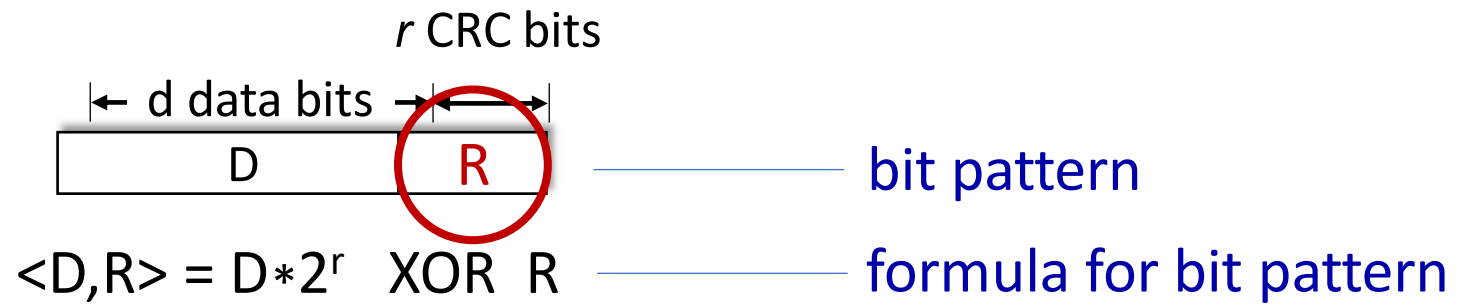 r CRC bits
d data bits
D R bit pattern
<D,R> = D*2ʳ XOR R formula for bit pattern